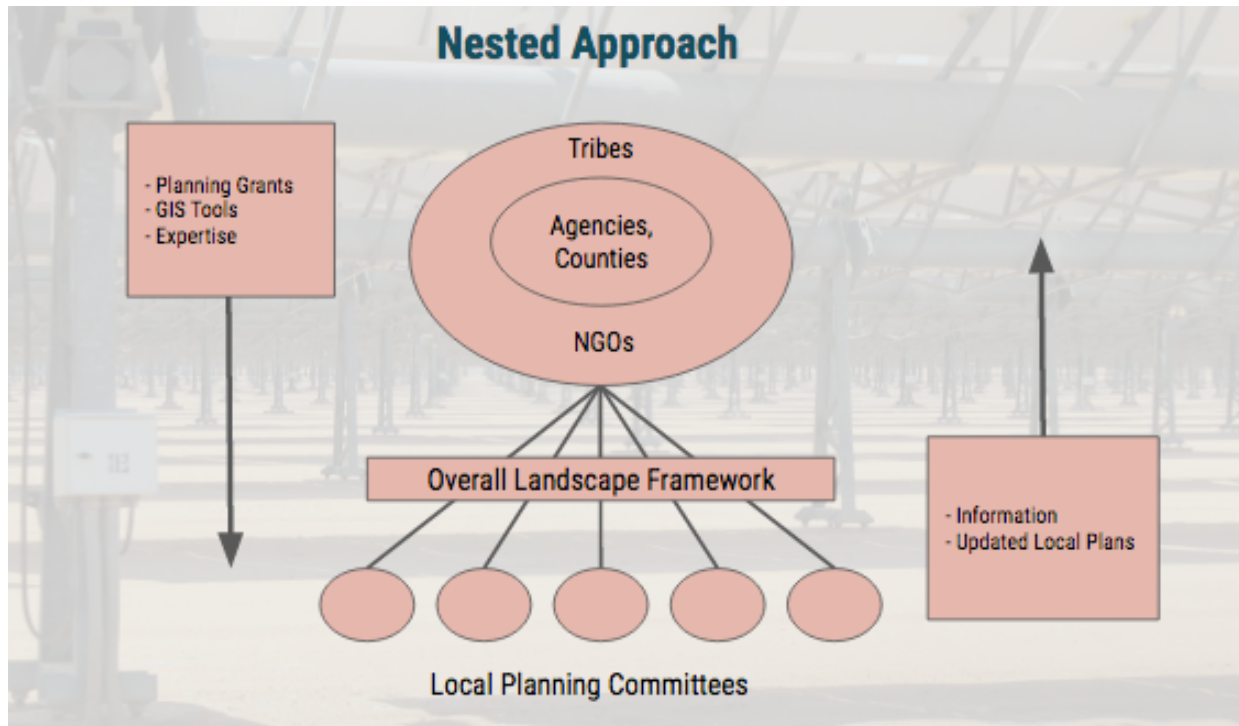 Nested Approach
- Planning Grants
- GIS Tools
- Expertise
Tribes
Agencies,
Counties
NGOs
Overall Landscape Framework
- Information
- Updated Local Plans
Local Planning Committees